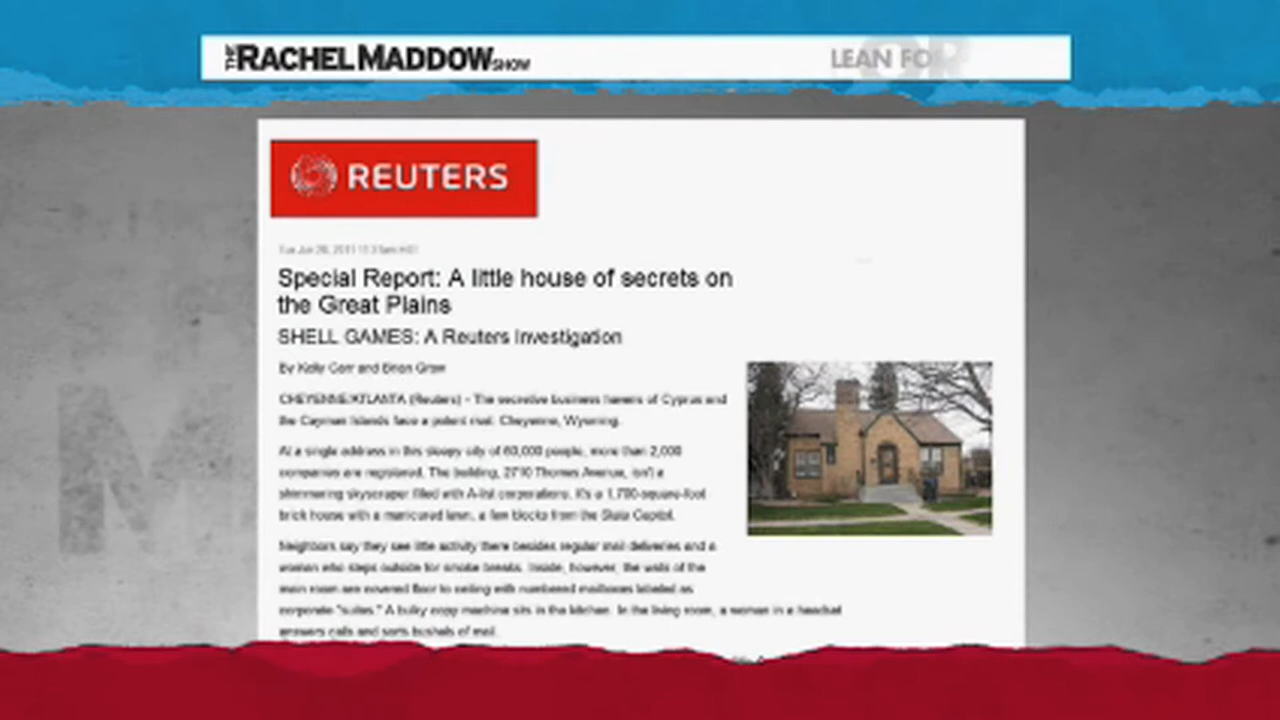 THE RACHEL MADDOW SHOW
LEAN FO
REUTERS
Special Report: A little house of secrets on
the Great Plains
SHELL GAMES: A Reuters Investigation
By Kelly Carr and Brian Grow
CHEYENNE/ATLANTA (Reuters) - The secretive business havens of Cyprus and
the Cayman Islands face a potent rival: Cheyenne, Wyoming.
At a single address in this sleepy city of 60,000 people, more than 2,000
companies are registered. The building, 2710 Thomes Avenue, isn't a
shimmering skyscraper filled with A-list corporations. It's a 1,700-square-foot
brick house with a manicured lawn, a few blocks from the State Capitol.
Neighbors say they see little activity there besides regular mail deliveries and a
woman who steps outside for smoke breaks. Inside, however, the walls of the
main room are covered floor to ceiling with numbered mailboxes labeled as
corporate "suites." A bulky copy machine sits in the kitchen. In the living room, a woman in a headset
answers calls and sorts bushels of mail.